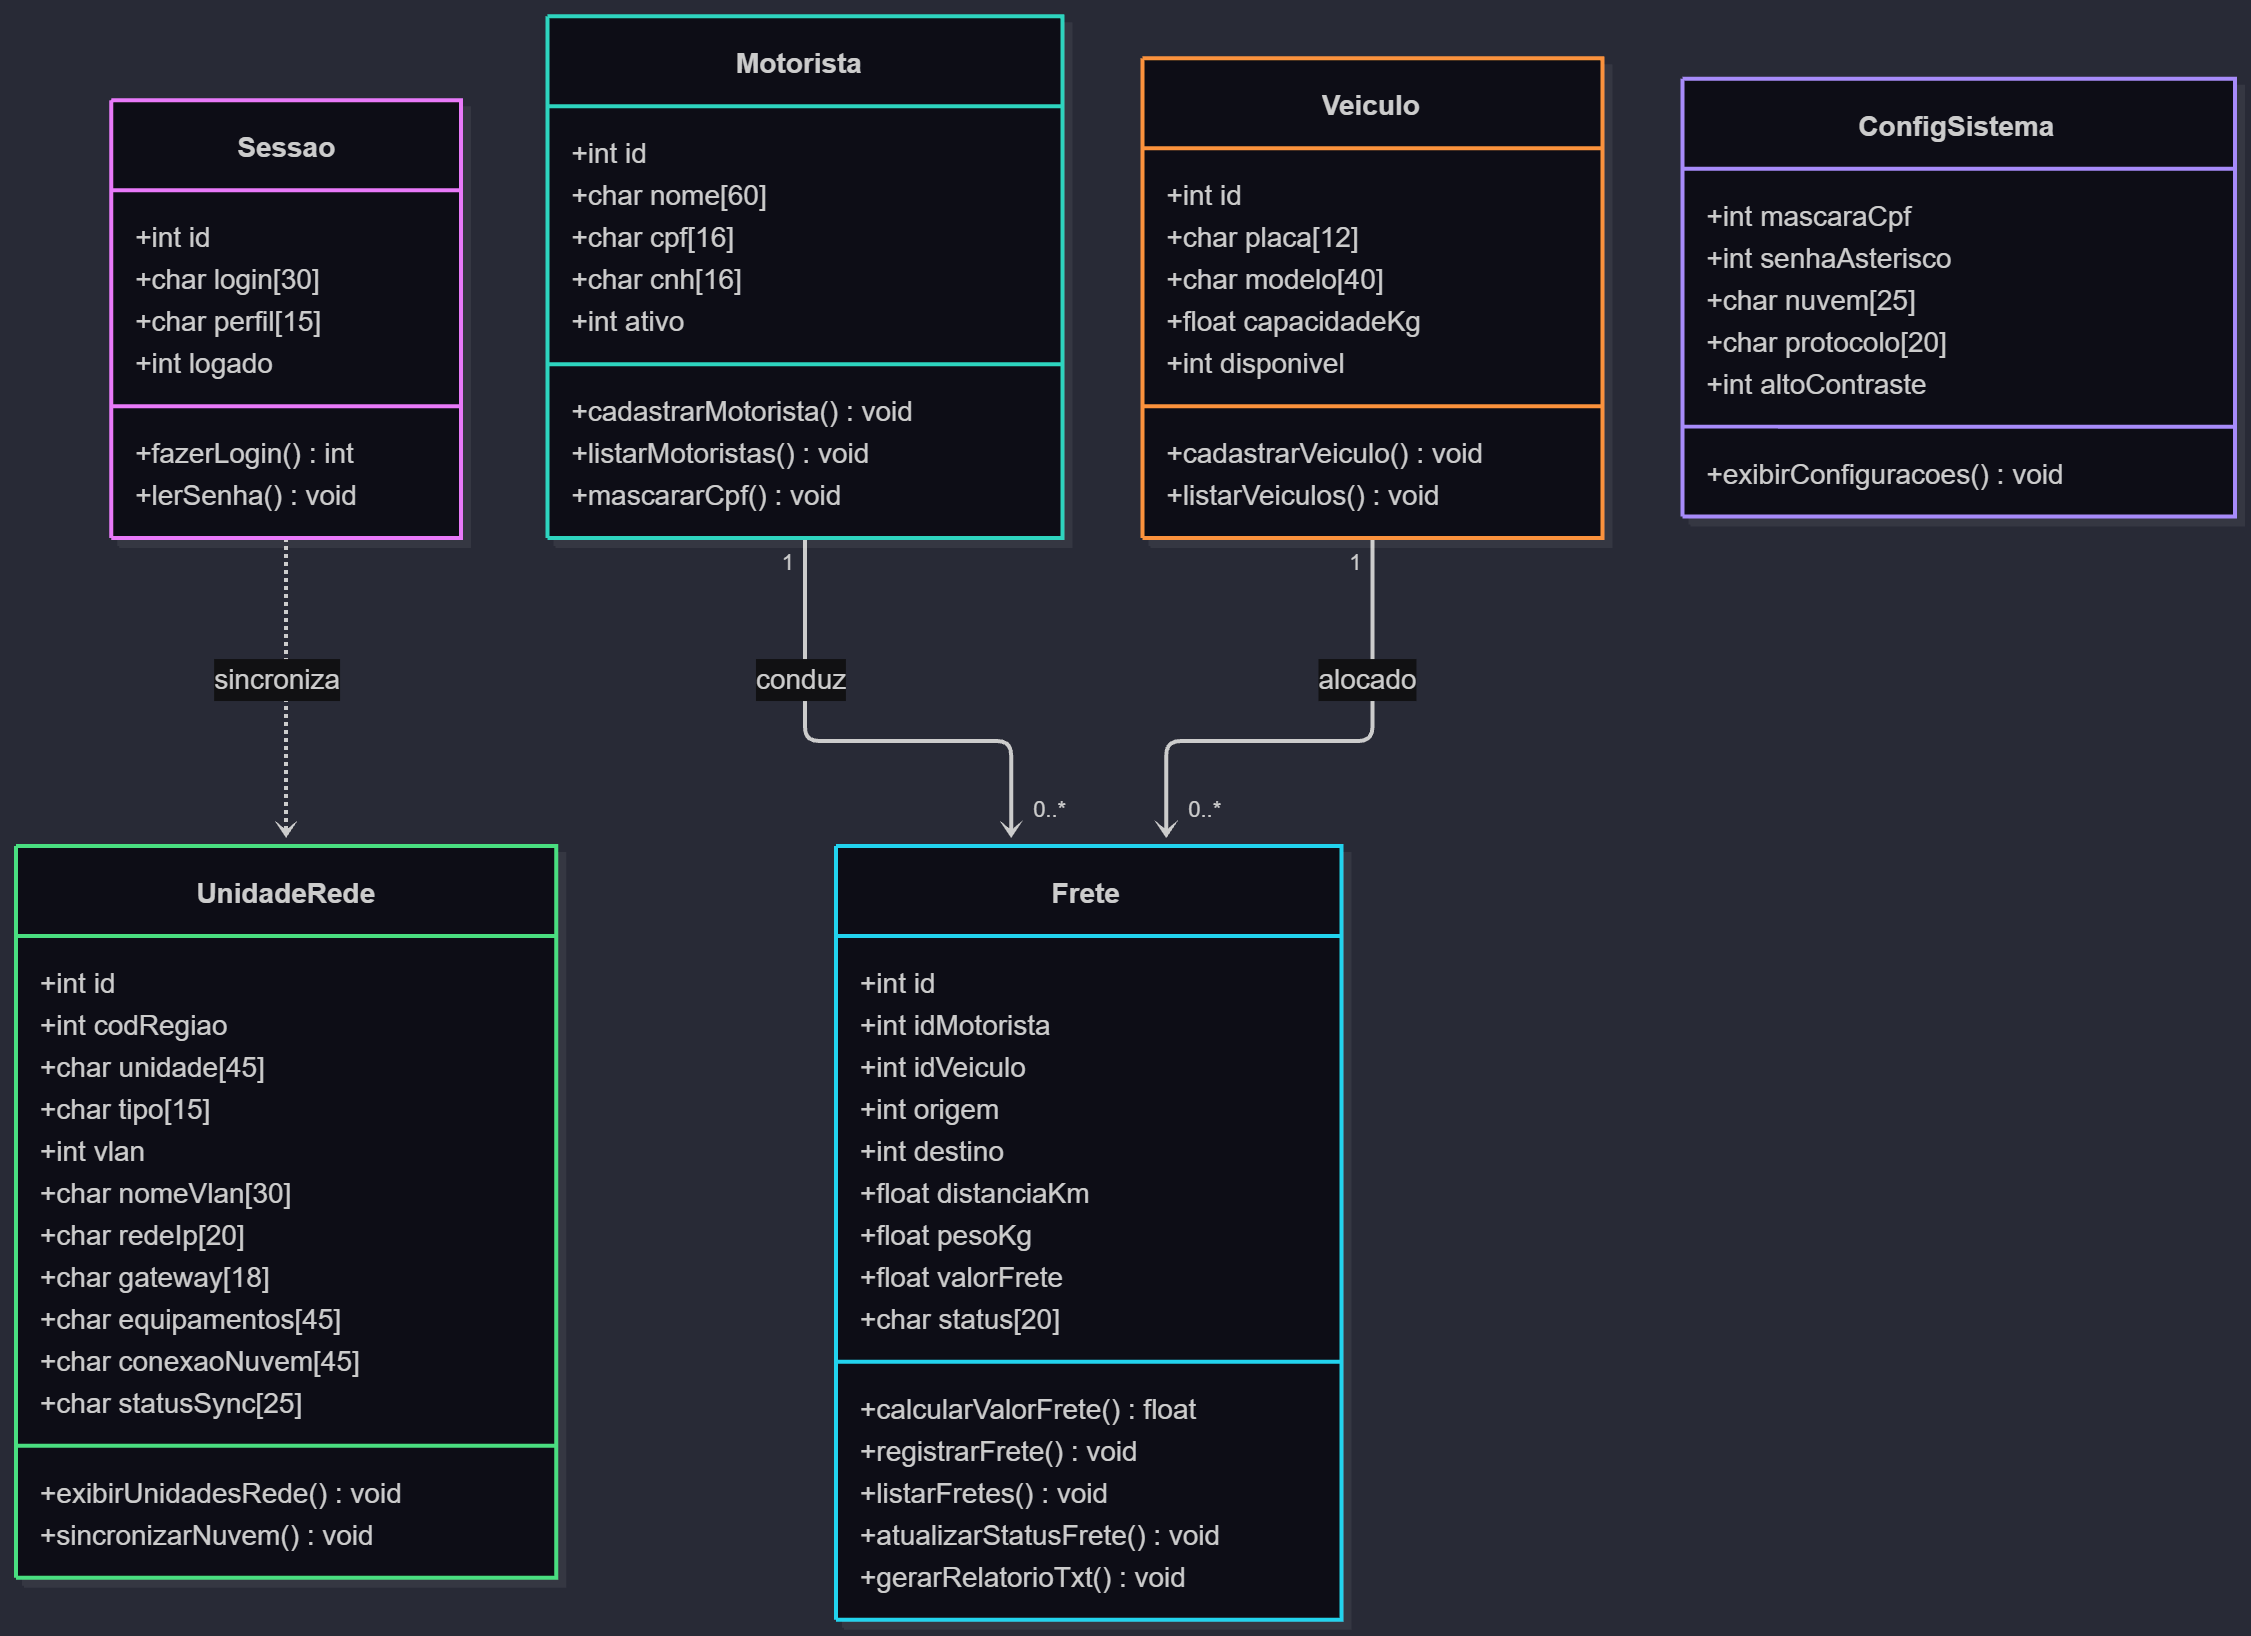 Sessao
+int id
+char login[30]
+char perfil[15]
+int logado
+fazerLogin() : int
+lerSenha() : void
Motorista
+int id
+char nome[60]
+char cpf[16]
+char cnh[16]
+int ativo
+cadastrarMotorista() : void
+listarMotoristas() : void
+mascararCpf() : void
Veiculo
+int id
+char placa[12]
+char modelo[40]
+float capacidadeKg
+int disponivel
+cadastrarVeiculo() : void
+listarVeiculos() : void
ConfigSistema
+int mascaraCpf
+int senhaAsterisco
+char nuvem[25]
+char protocolo[20]
+int altoContraste
+exibirConfiguracoes() : void
1
1
sincroniza
conduz
alocado
0..*
0..*
UnidadeRede
+int id
+int codRegiao
+char unidade[45]
+char tipo[15]
+int vlan
+char nomeVlan[30]
+char redeIp[20]
+char gateway[18]
+char equipamentos[45]
+char conexaoNuvem[45]
+char statusSync[25]
+exibirUnidadesRede() : void
+sincronizarNuvem() : void
Frete
+int id
+int idMotorista
+int idVeiculo
+int origem
+int destino
+float distanciaKm
+float pesoKg
+float valorFrete
+char status[20]
+calcularValorFrete() : float
+registrarFrete() : void
+listarFretes() : void
+atualizarStatusFrete() : void
+gerarRelatorioTxt() : void